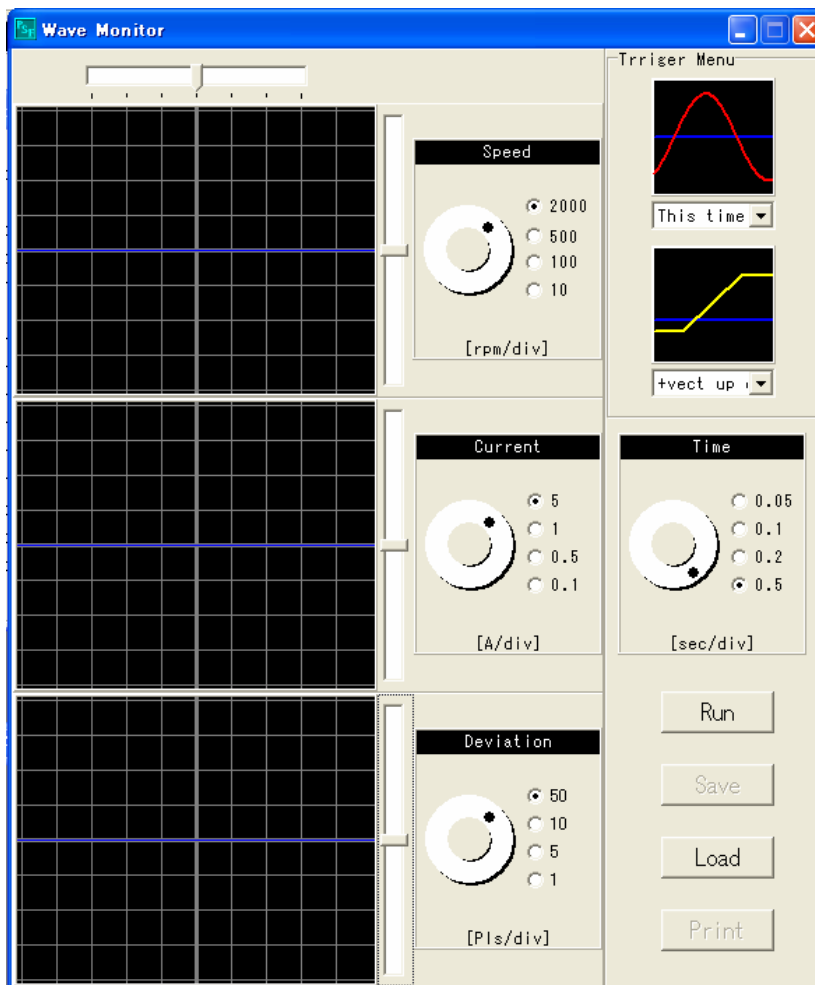 PSF Wave Monitor
Trriger Menu
This time
+vect up
Speed
2000
500
100
10
[rpm/div]
Current
5
1
0.5
0.1
[A/div]
Time
0.05
0.1
0.2
0.5
[sec/div]
Deviation
50
10
5
1
[Pls/div]
Run
Save
Load
Print